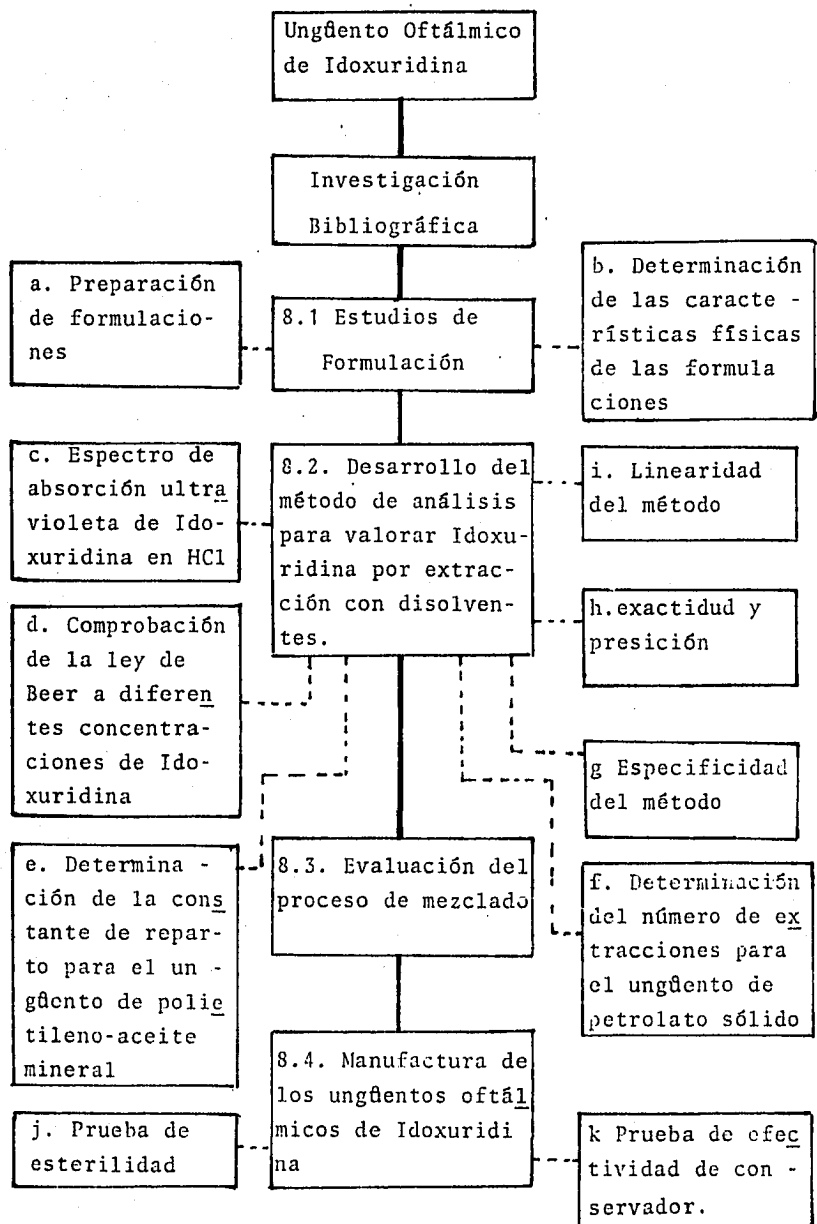 Ungüento Oftálmico
de Idoxuridina
Investigación
Bibliográfica
a. Preparación
de formulacio-
nes
8.1 Estudios de
Formulación
b. Determinación
de las caracte -
rísticas físicas
de las formula
ciones
c. Espectro de
absorción ultra
violeta de Ido-
xuridina en HCl
8.2. Desarrollo del
método de análisis
para valorar Idoxu-
ridina por extrac-
ción con disolven-
tes.
i. Linearidad
del método
h.exactidud y
presición
d. Comprobación
de la ley de
Beer a diferen
tes concentra-
ciones de Ido-
xuridina
g Especificidad
del método
e. Determina -
ción de la cons
tante de repar-
to para el un -
güento de polie
tileno-aceite
mineral
8.3. Evaluación del
proceso de mezclado
f. Determinación
del número de ex
tracciones para
el ungüento de
petrolato sólido
8.4. Manufactura de
los ungüentos oftál
micos de Idoxuridi
na
j. Prueba de
esterilidad
k Prueba de efec
tividad de con -
servador.